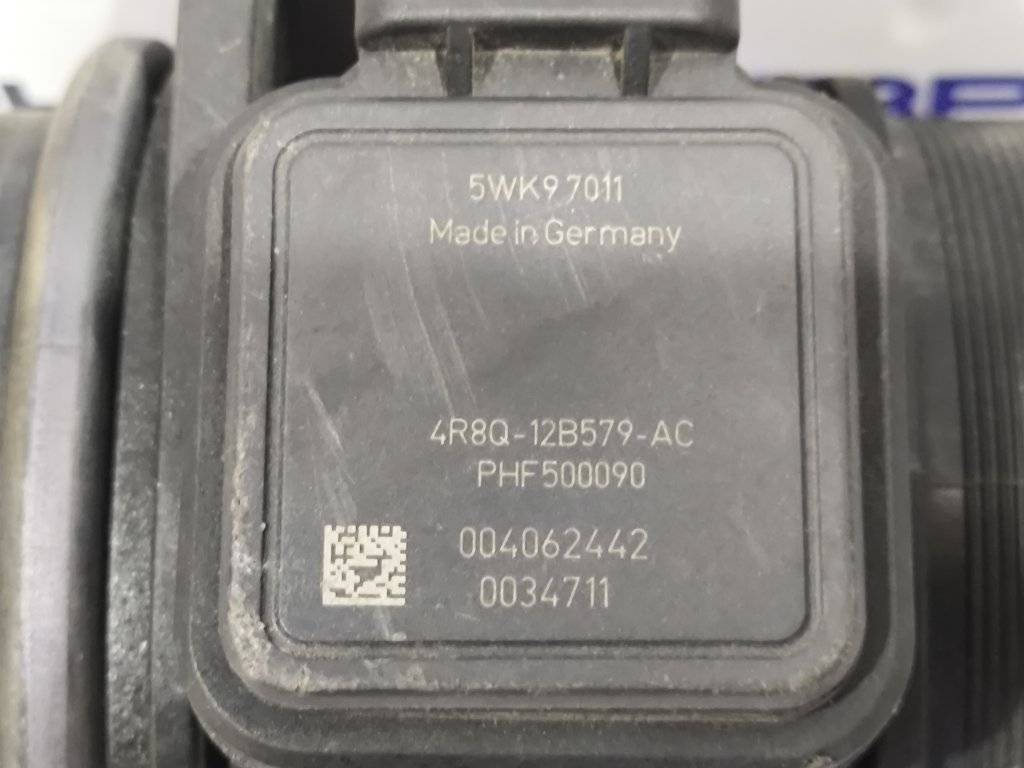 5WK9 7011
Made in Germany
4R8Q-12B579-AC
PHF500090
004062442
0034711